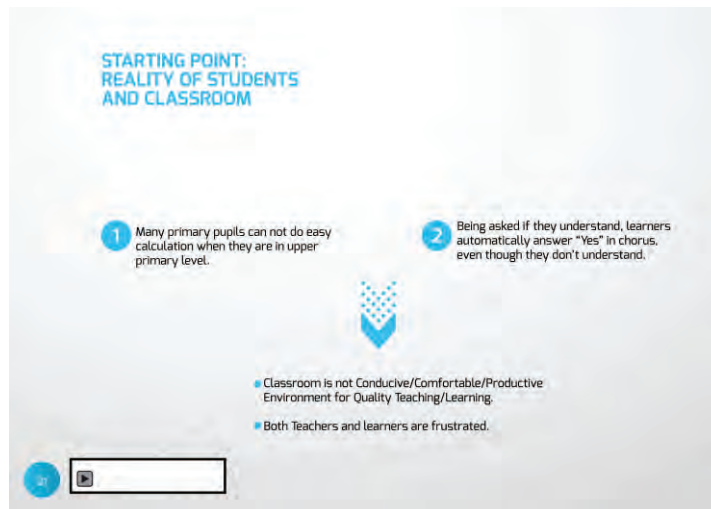 STARTING POINT:
REALITY OF STUDENTS
AND CLASSROOM
1
Many primary pupils can not do easy
calculation when they are in upper
primary level.
2
Being asked if they understand, learners
automatically answer “Yes” in chorus,
even though they don’t understand.
Classroom is not Conducive/Comfortable/Productive
Environment for Quality Teaching/Learning.
Both Teachers and learners are frustrated.